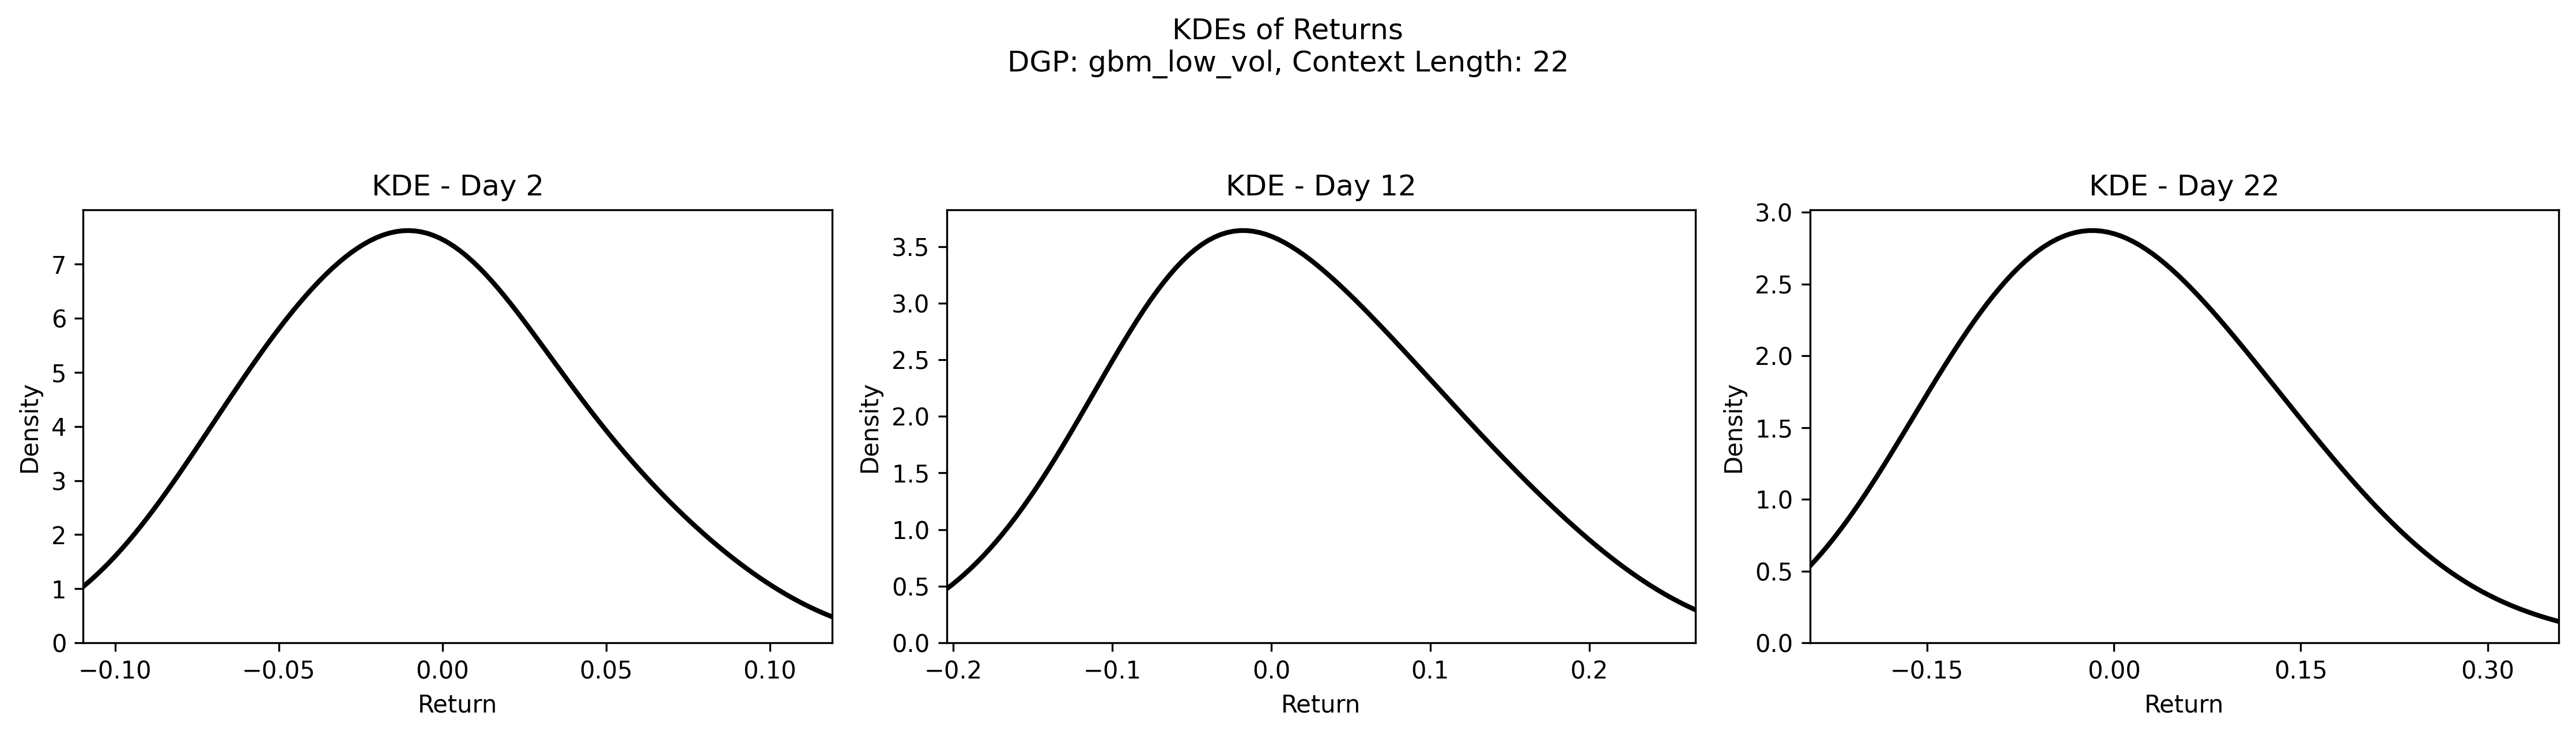 KDEs of Returns
DGP: gbm_low_vol, Context Length: 22
KDE - Day 2
Density
7
6
5
4
3
2
1
0
−0.10 −0.05 0.00 0.05 0.10
Return
KDE - Day 12
Density
3.5
3.0
2.5
2.0
1.5
1.0
0.5
0.0
−0.2 −0.1 0.0 0.1 0.2
Return
KDE - Day 22
Density
3.0
2.5
2.0
1.5
1.0
0.5
0.0
−0.15 0.00 0.15 0.30
Return